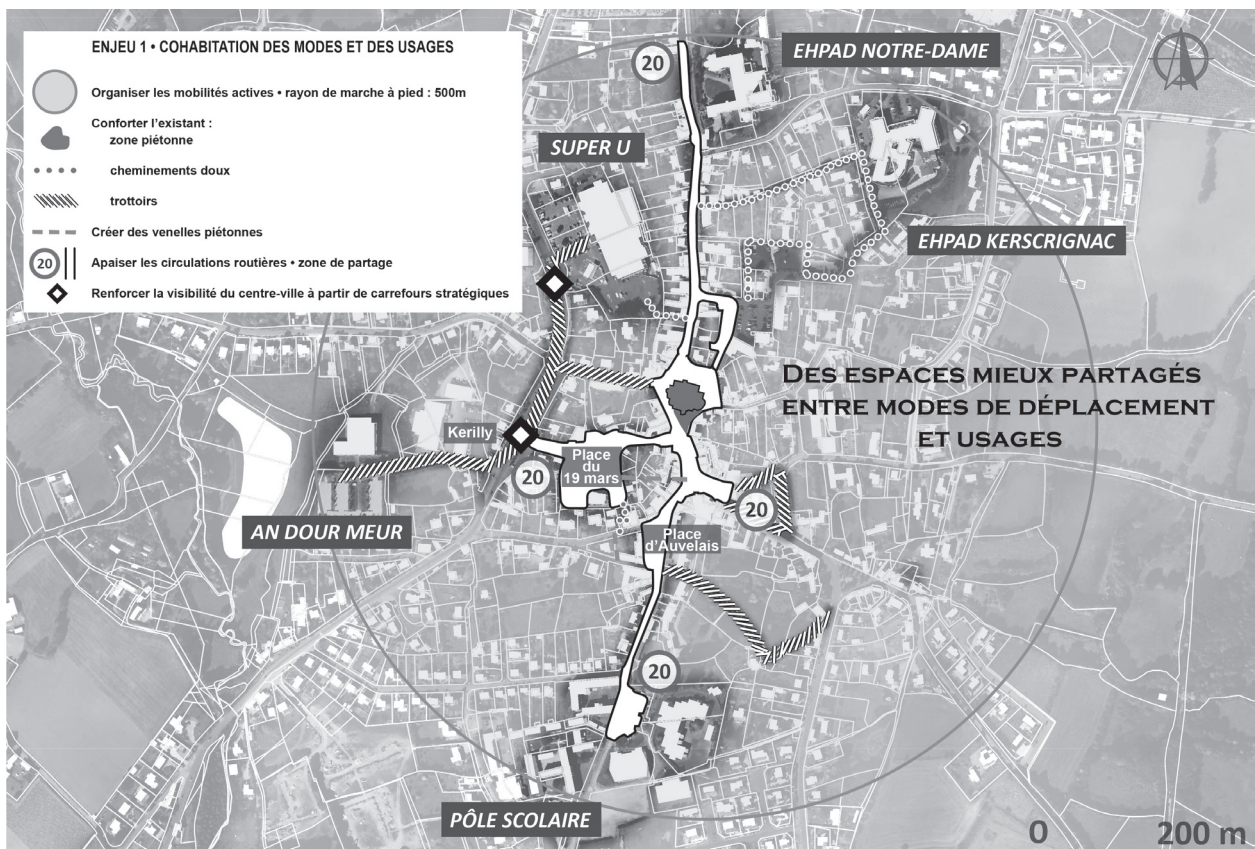 ENJEU 1 • COHABITATION DES MODES ET DES USAGES
Organiser les mobilités actives • rayon de marche à pied : 500m
Conforter l'existant :
zone piétonne
cheminements doux
trottoirs
Créer des venelles piétonnes
20 Apaiser les circulations routières • zone de partage
Renforcer la visibilité du centre-ville à partir de carrefours stratégiques
20
EHPAD NOTRE-DAME
SUPER U
EHPAD KERSCRIGNAC
DES ESPACES MIEUX PARTAGÉS
ENTRE MODES DE DÉPLACEMENT
ET USAGES
Kerilly
Place
du
19 mars
20
20
AN DOUR MEUR
Place
d'Auvelais
20
PÔLE SCOLAIRE
0 200 m